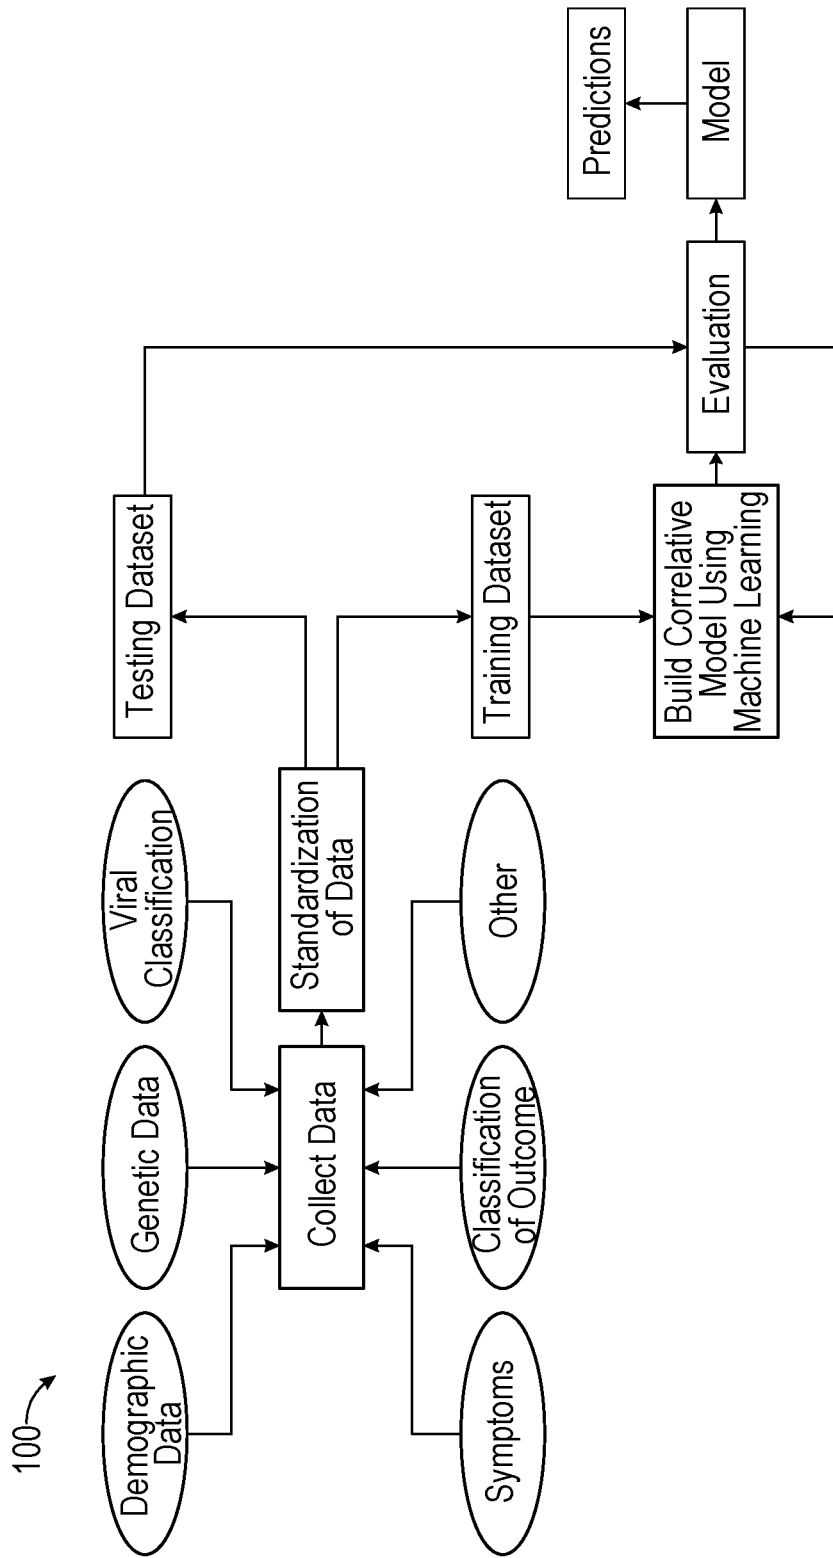 100
Demographic
Data
Genetic Data
Viral
Classification
Testing Dataset
Collect Data
Standardization
of Data
Symptoms
Classification
of Outcome
Other
Training Dataset
Build Correlative
Model Using
Machine Learning
Evaluation
Model
Predictions